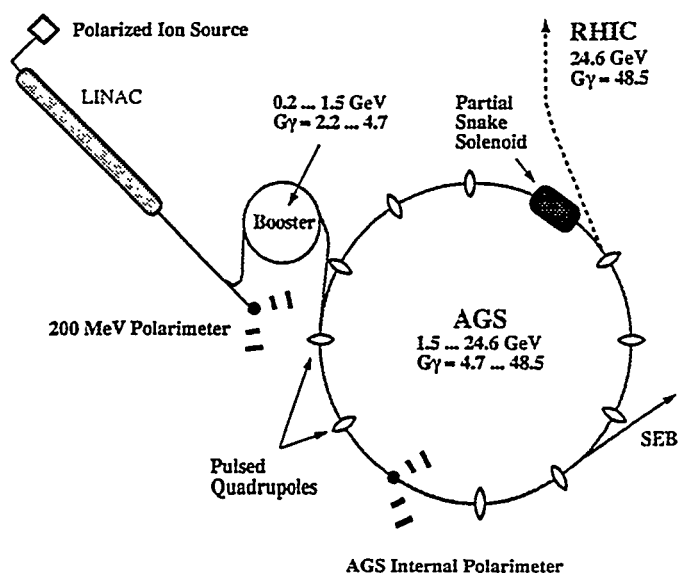 Polarized Ion Source
LINAC
RHIC
24.6 GeV
Gγ = 48.5
0.2 ... 1.5 GeV
Gγ = 2.2 ... 4.7
Partial
Snake
Solenoid
Booster
200 MeV Polarimeter
AGS
1.5 ... 24.6 GeV
Gγ = 4.7 ... 48.5
SEB
Pulsed
Quadrupoles
AGS Internal Polarimeter